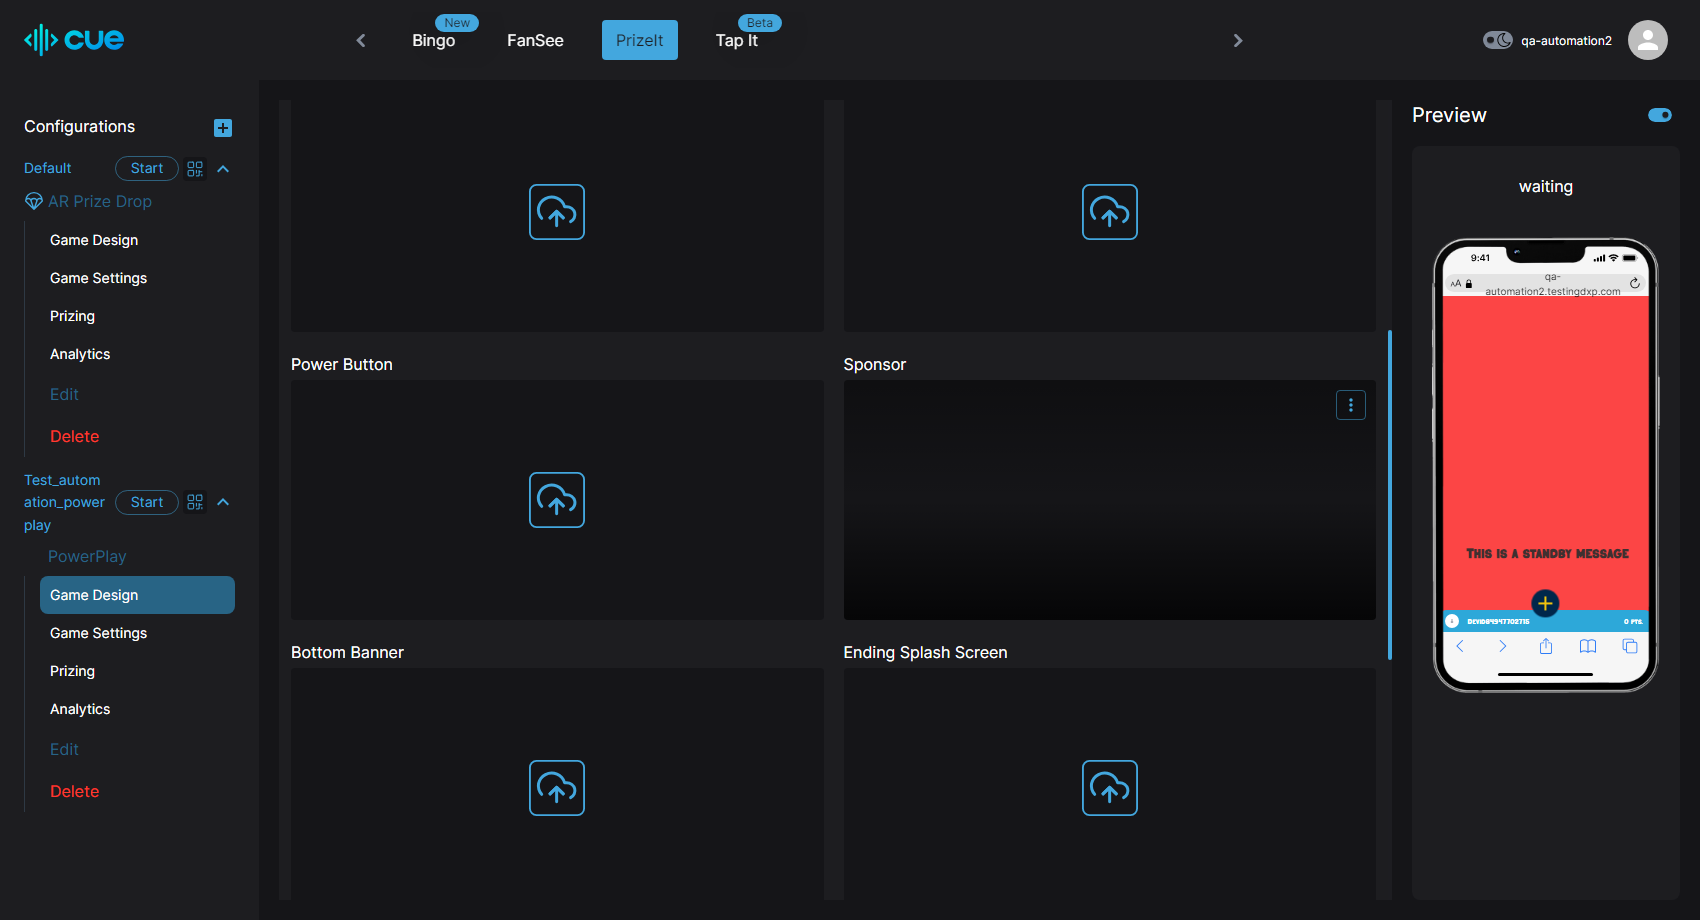 cue
New
Bingo
FanSee
PrizeIt
Beta
Tap It
qa-automation2
Configurations
Default
Start
AR Prize Drop
Game Design
Game Settings
Prizing
Analytics
Edit
Delete
Test_autom
ation_power
play
Start
PowerPlay
Game Design
Game Settings
Prizing
Analytics
Edit
Delete
Power Button
Sponsor
Bottom Banner
Ending Splash Screen
Preview
waiting
9:41
AA
qa-
automation2.testingdxp.com
This is a standby message
0 PTS.